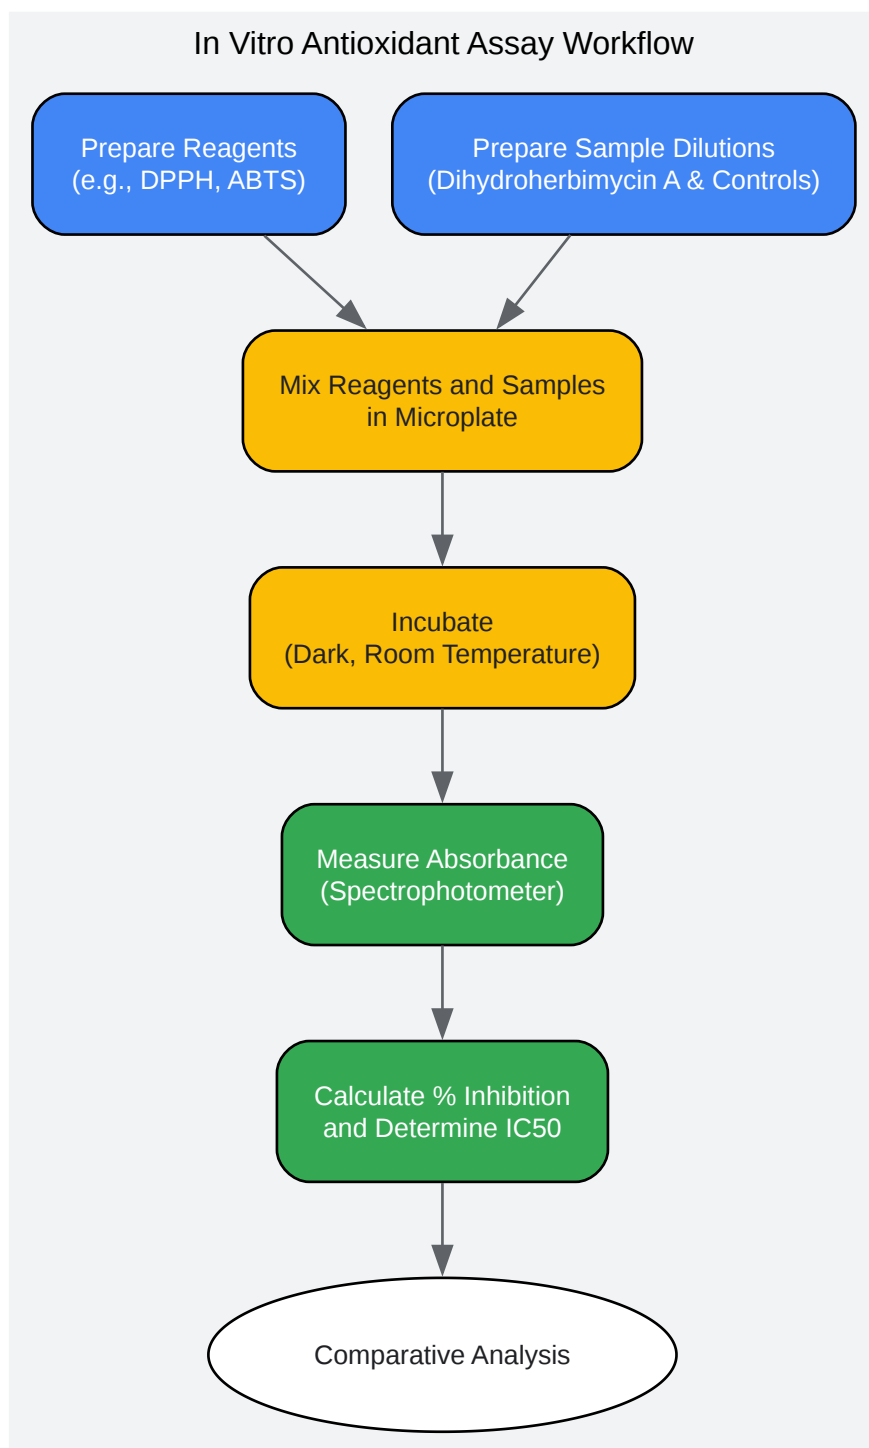 In Vitro Antioxidant Assay Workflow
Prepare Reagents
(e.g., DPPH, ABTS)
Prepare Sample Dilutions
(Dihydroherbimycin A & Controls)
Mix Reagents and Samples
in Microplate
Incubate
(Dark, Room Temperature)
Measure Absorbance
(Spectrophotometer)
Calculate % Inhibition
and Determine IC50
Comparative Analysis